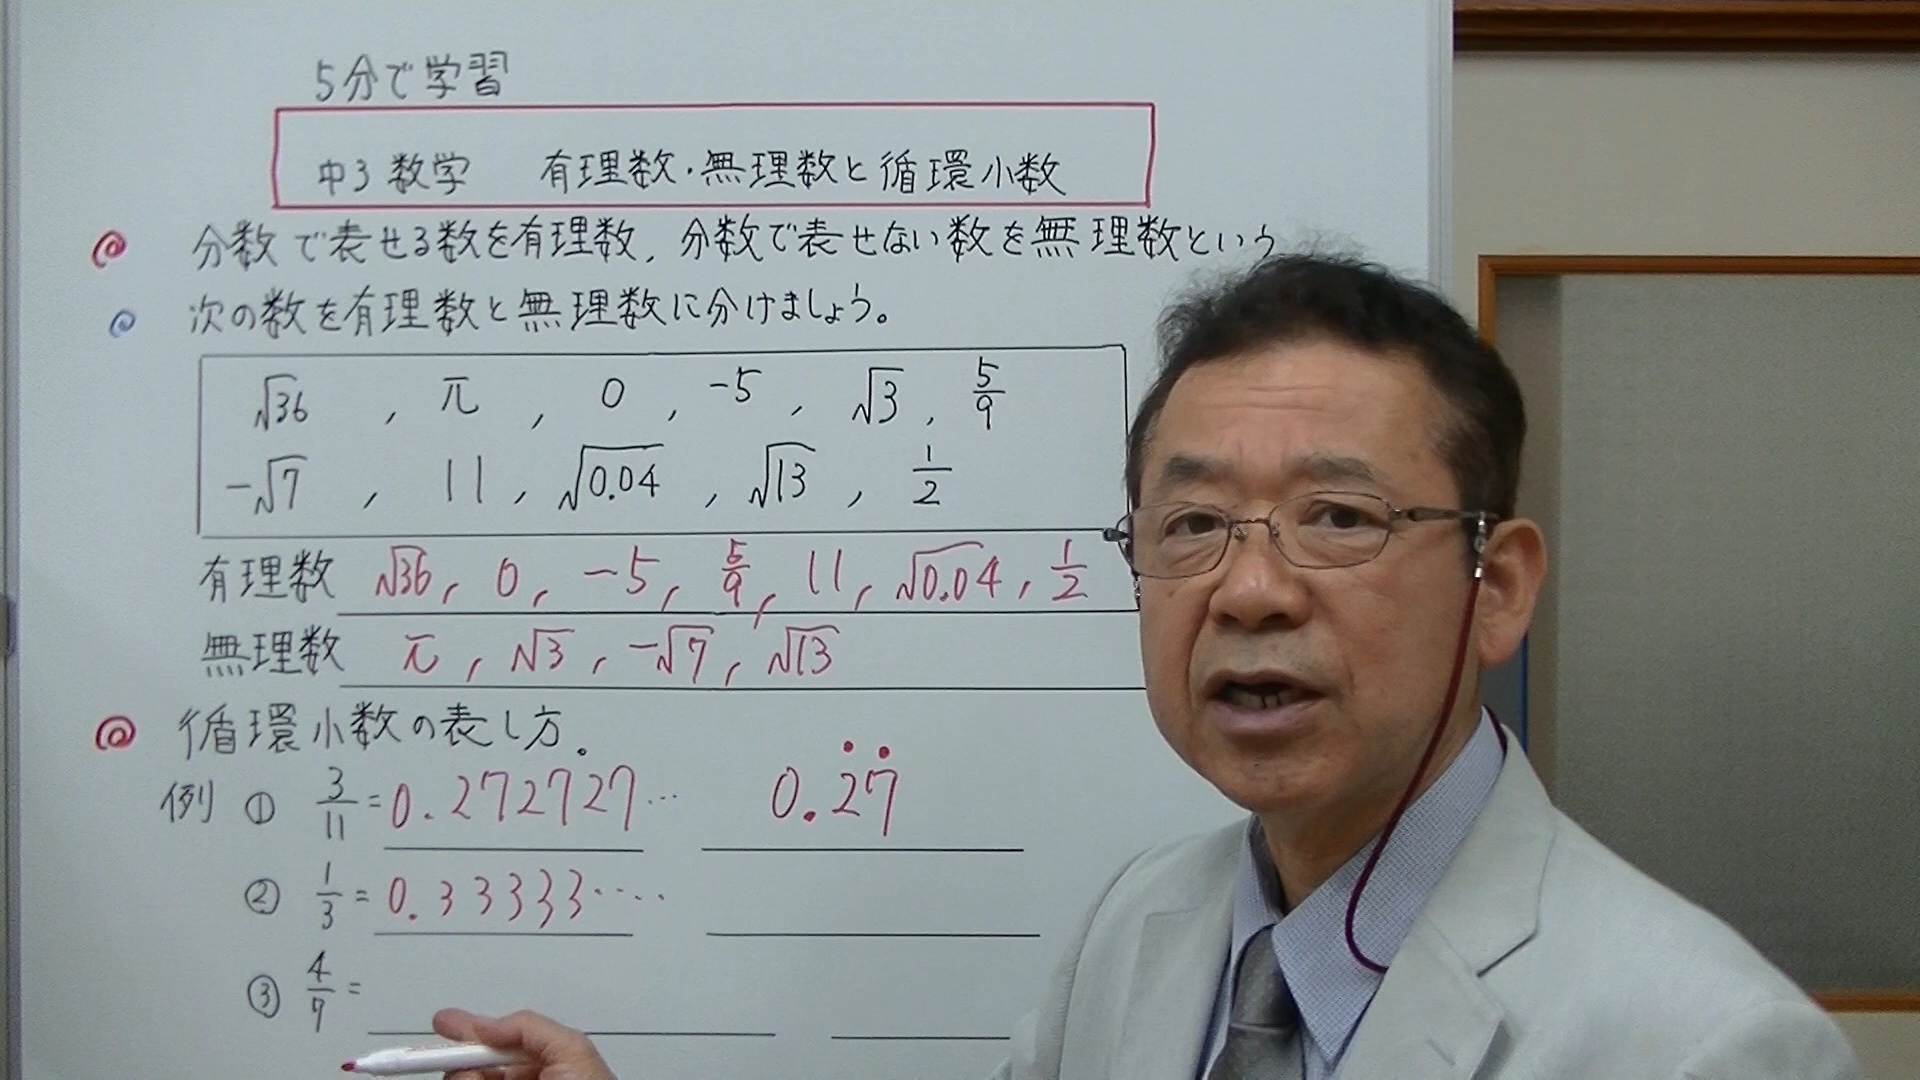 5分で学習
中3 数学 有理数・無理数と循環小数
分数で表せる数を有理数, 分数で表せない数を無理数という
次の数を有理数と無理数に分けましょう。
√36 , π , 0 , -5 , √3 , 5/9
-√7 , 11 , √0.04 , √13 , 1/2
有理数 √36, 0, -5, 5/9, 11, √0.04, 1/2
無理数 π, √3, -√7, √13
循環小数の表し方。
例 ① 3/11 = 0.272727… 0.2̇7̇
② 1/3 = 0.33333‥‥
③ 4/7 =